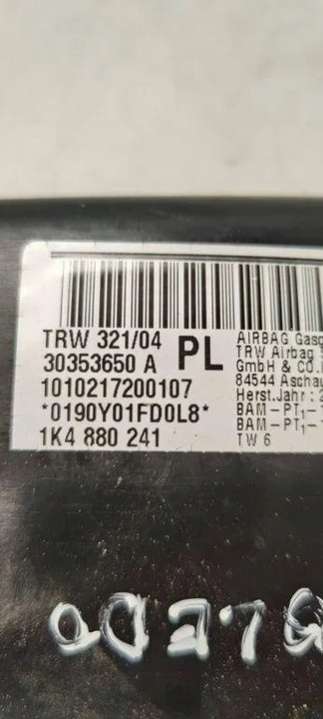 TRW 321/04
30353650 A
PL
1010217200107
*0190Y01FD0L8*
1K4 880 241
AIRBAG Gasg
TRW Airbag
GmbH & CO.
84544 Aschau
Herst.Jahr : 2
BAM-PT₁-
BAM-PT₁-
TW 6